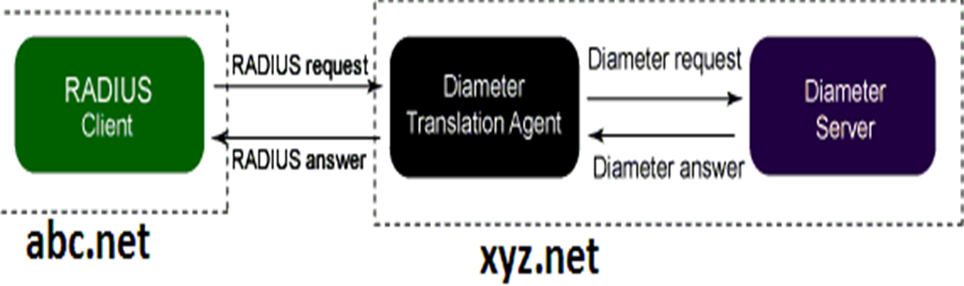 RADIUS
Client
RADIUS request
RADIUS answer
Diameter
Translation Agent
Diameter request
Diameter answer
Diameter
Server
abc.net
xyz.net